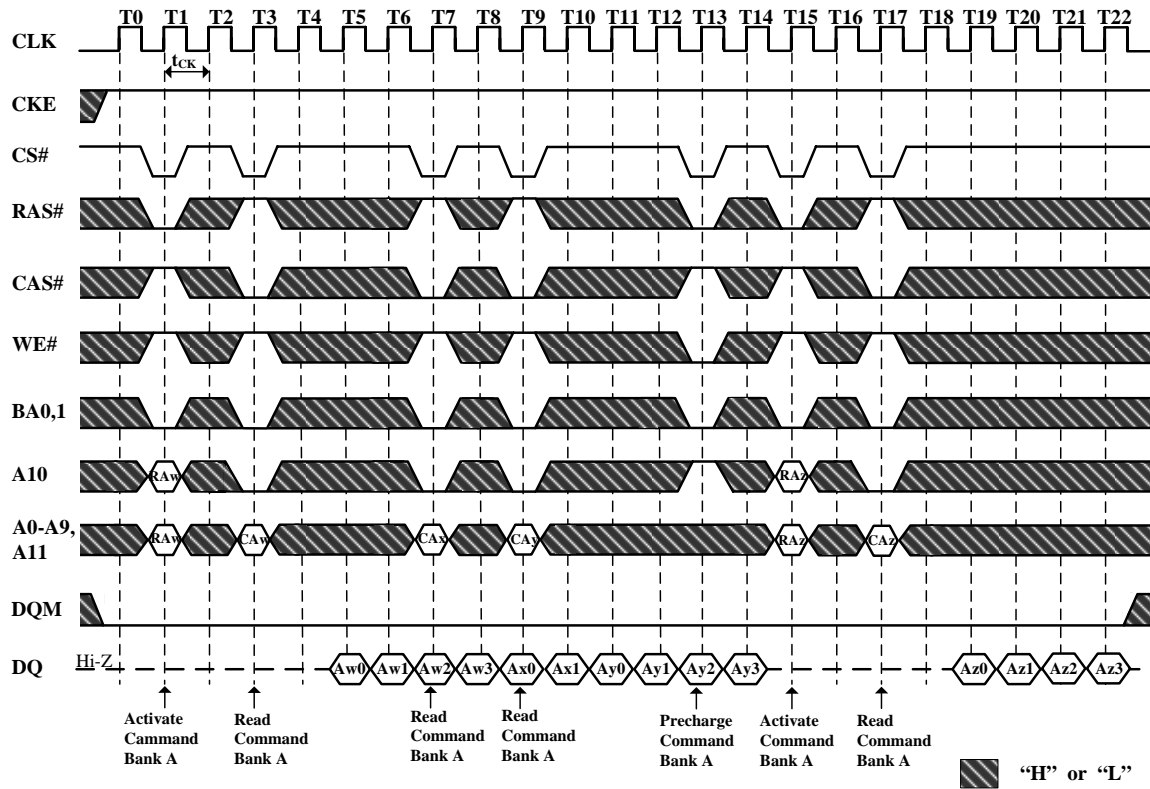 T0 T1 T2 T3 T4 T5 T6 T7 T8 T9 T10 T11 T12 T13 T14 T15 T16 T17 T18 T19 T20 T21 T22
CLK
tCK
CKE
CS#
RAS#
CAS#
WE#
BA0,1
A10 RAw RAz
A0-A9,
A11 RAw CAw CAx CAy RAz CAz
DQM
DQ Hi-Z Aw0 Aw1 Aw2 Aw3 Ax0 Ax1 Ay0 Ay1 Ay2 Ay3 Az0 Az1 Az2 Az3
Activate
Cammand
Bank A
Read
Command
Bank A
Read
Command
Bank A
Read
Command
Bank A
Precharge
Command
Bank A
Activate
Command
Bank A
Read
Command
Bank A
“H” or “L”